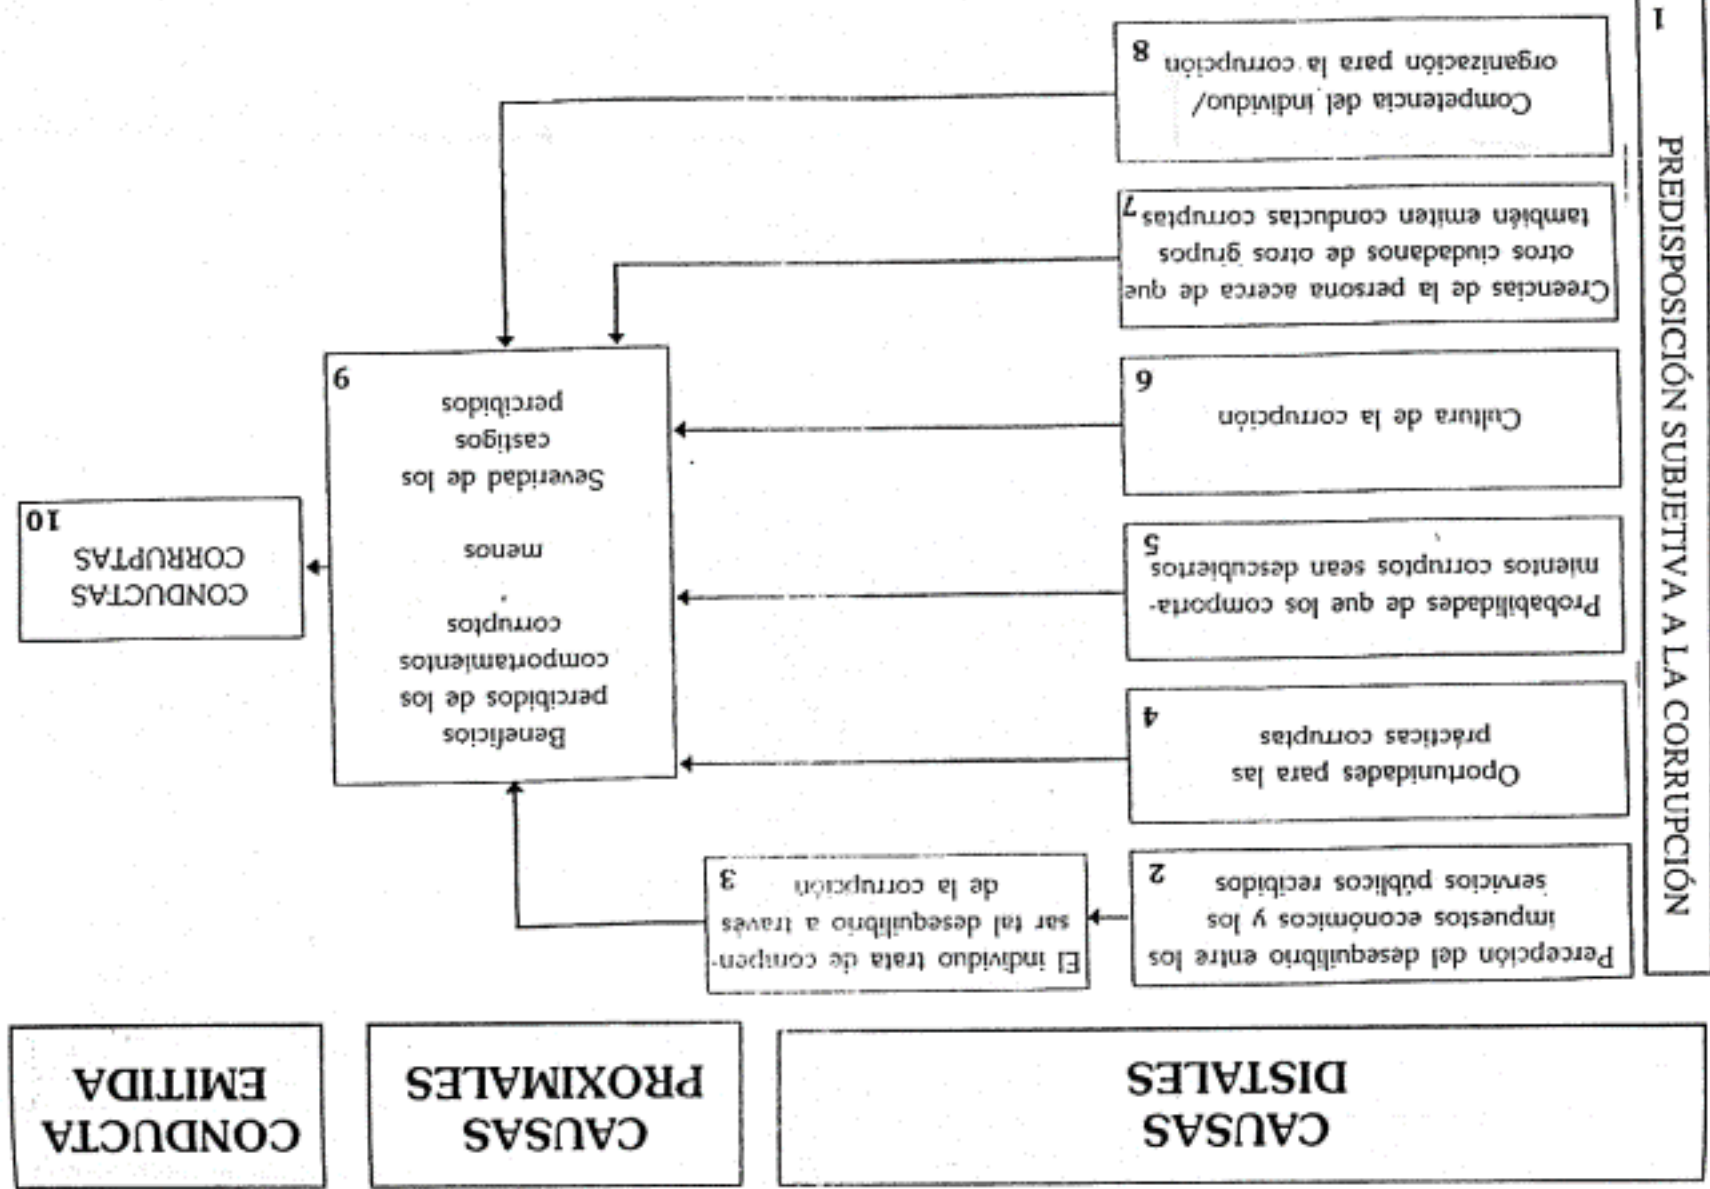 CAUSAS
DISTALES
CAUSAS
PROXIMALES
CONDUCTA
EMITIDA
1
PREDISPOSICIÓN SUBJETIVA A LA CORRUPCIÓN
Percepción del desequilibrio entre los
impuestos económicos y los
servicios públicos recibidos
2
El individuo trata de compen-
sar tal desequilibrio a través
de la corrupción
3
Oportunidades para las
prácticas corruptas
4
Probabilidades de que los comporta-
mientos corruptos sean descubiertos
5
Cultura de la corrupción
6
Creencias de la persona acerca de que
otros ciudadanos de otros grupos
también emiten conductas corruptas
7
Competencia del individuo/
organización para la corrupción
8
Beneficios
percibidos de los
comportamientos
corruptos
menos
Severidad de los
castigos
percibidos
9
CONDUCTAS
CORRUPTAS
10